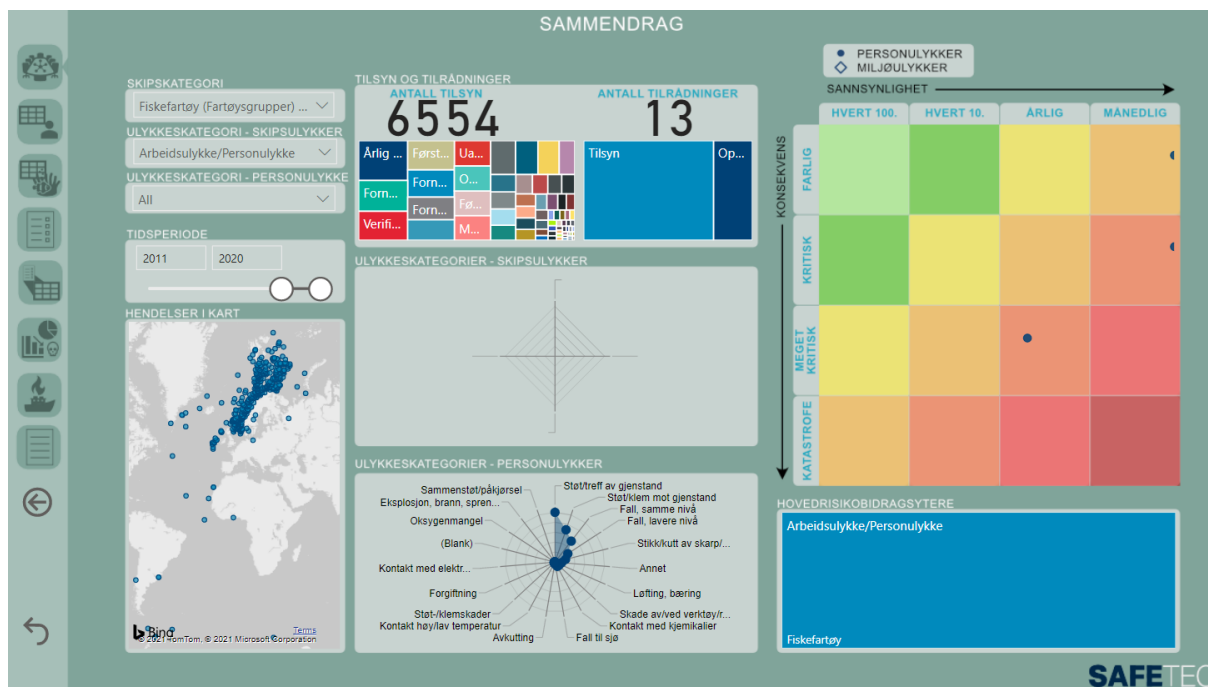 SAMMENDRAG
SKIPSKATEGORI
Fiskefartøy (Fartøysgrupper) ...
ULYKKESKATEGORI - SKIPSULYKKER
Arbeidsulykke/Personulykke
ULYKKESKATEGORI - PERSONULYKKE
All
TIDSPERIODE
2011 2020
HENDELSER I KART
Bing
© 2021 TomTom, © 2021 Microsoft Corporation
Terms
TILSYN OG TILRÅDNINGER
ANTALL TILSYN
6554
ANTALL TILRÅDNINGER
13
Årlig ... Først... Ua...
Forn... Forn... O...
Forn... Fø...
Verifi... M...
Tilsyn Op...
ULYKKESKATEGORIER - SKIPSULYKKER
ULYKKESKATEGORIER - PERSONULYKKER
Støt/treff av gjenstand
Støt/klem mot gjenstand
Fall, samme nivå
Fall, lavere nivå
Stikk/kutt av skarp/...
Annet
Løfting, bæring
Skade av/ved verktøy/r...
Kontakt med kjemikalier
Fall til sjø
Avkutting
Kontakt høy/lav temperatur
Støt-/klemskader
Forgiftning
Kontakt med elektr...
(Blank)
Oksygenmangel
Eksplosjon, brann, spren...
Sammenstøt/påkjørsel
PERSONULYKKER
MILJØULYKKER
SANNSYNLIGHET
HVERT 100. HVERT 10. ÅRLIG MÅNEDLIG
KONSEKVENS
FARLIG
KRITISK
MEGET
KRITISK
KATASTROFE
HOVEDRISIKOBIDRAGSYTERE
Arbeidsulykke/Personulykke
Fiskefartøy
SAFETEC